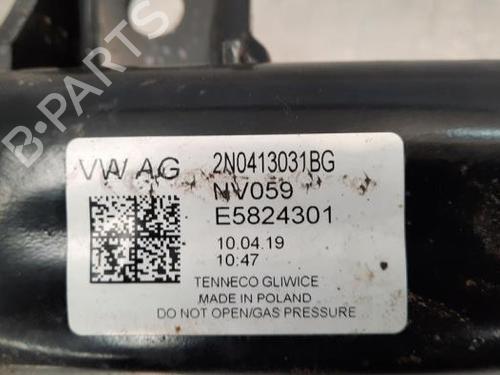 B-PARTS
VW AG 2N0413031BG
NV059
E5824301
10.04.19
10:47
TENNECO GLIWICE
MADE IN POLAND
DO NOT OPEN/GAS PRESSURE